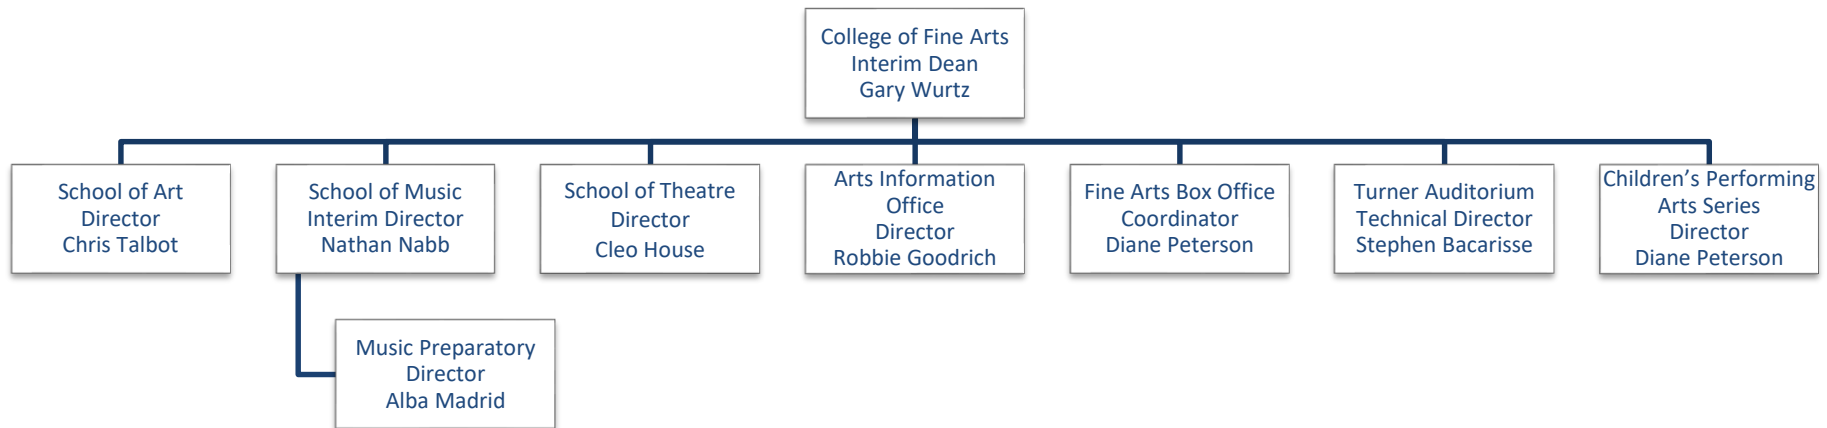 College of Fine Arts
Interim Dean
Gary Wurtz
School of Art
Director
Chris Talbot
School of Music
Interim Director
Nathan Nabb
School of Theatre
Director
Cleo House
Arts Information
Office
Director
Robbie Goodrich
Fine Arts Box Office
Coordinator
Diane Peterson
Turner Auditorium
Technical Director
Stephen Bacarisse
Children’s Performing
Arts Series
Director
Diane Peterson
Music Preparatory
Director
Alba Madrid